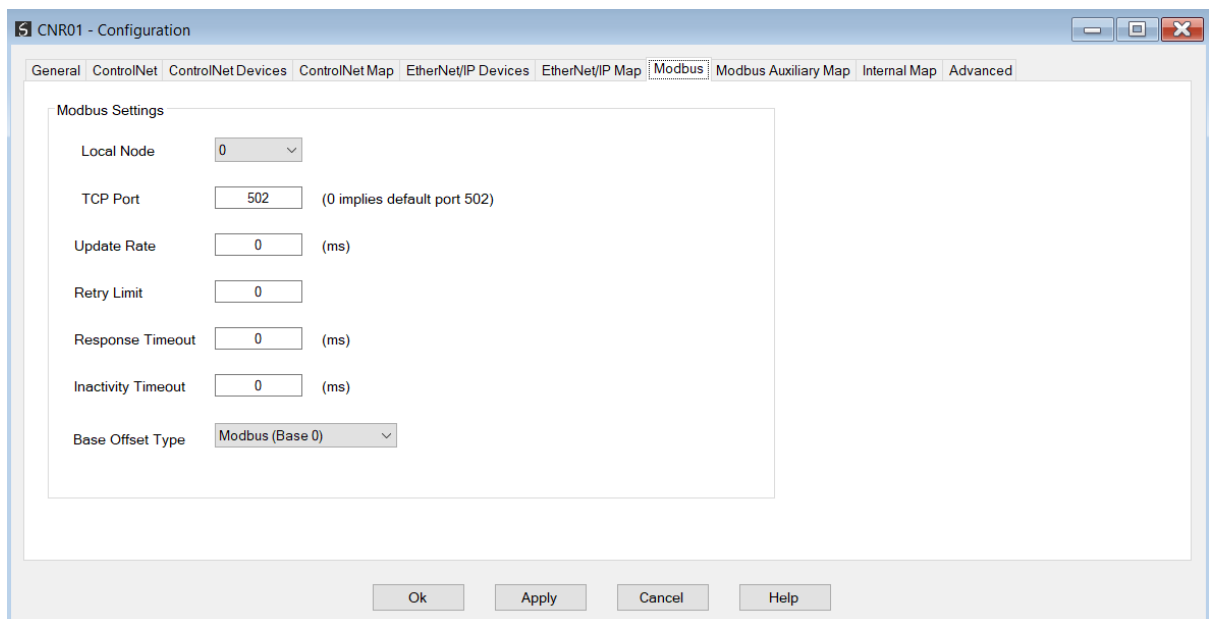 CNR01 - Configuration
General ControlNet ControlNet Devices ControlNet Map EtherNet/IP Devices EtherNet/IP Map Modbus Modbus Auxiliary Map Internal Map Advanced
Modbus Settings
Local Node 0
TCP Port 502 (0 implies default port 502)
Update Rate 0 (ms)
Retry Limit 0
Response Timeout 0 (ms)
Inactivity Timeout 0 (ms)
Base Offset Type Modbus (Base 0)
Ok Apply Cancel Help